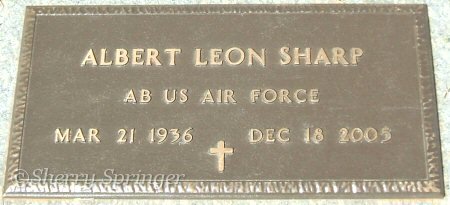 ALBERT LEON SHARP
AB US AIR FORCE
MAR 21 1936 DEC 18 2005
©Sherry Springer